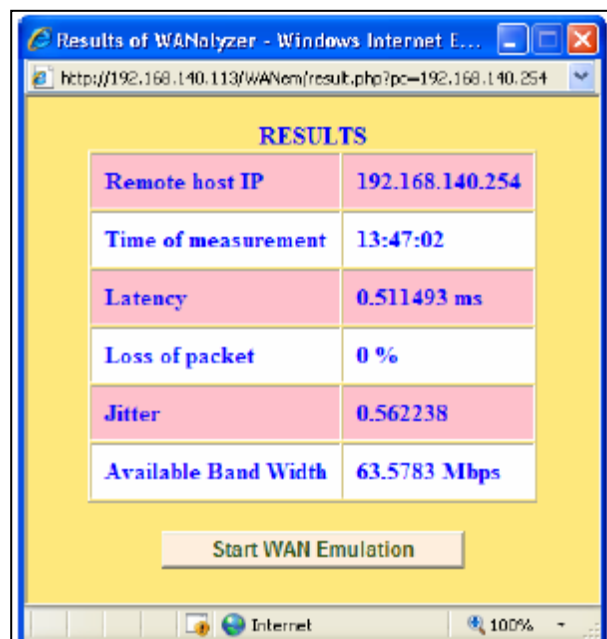 Results of WANalyzer - Windows Internet E...
http://192.168.140.113/WANem/result.php?pc=192.168.140.254
RESULTS
Remote host IP 192.168.140.254
Time of measurement 13:47:02
Latency 0.511493 ms
Loss of packet 0 %
Jitter 0.562238
Available Band Width 63.5783 Mbps
Start WAN Emulation
Internet 100%